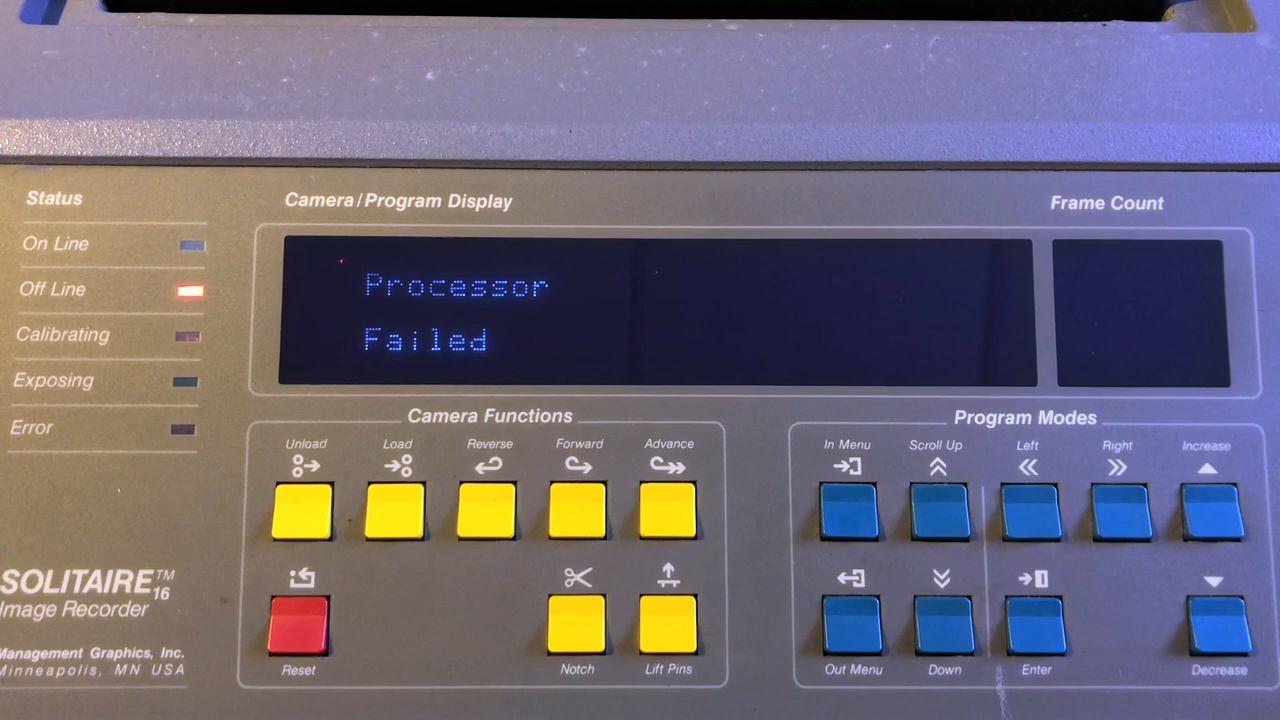 Status
Camera/Program Display
Frame Count
On Line
Off Line
Calibrating
Exposing
Error
Processor
Failed
Camera Functions
Unload
Load
Reverse
Forward
Advance
Reset
Notch
Lift Pins
Program Modes
In Menu
Scroll Up
Left
Right
Increase
Out Menu
Down
Enter
Decrease
SOLITAIRE™ 16
Image Recorder
Management Graphics, Inc.
Minneapolis, MN USA